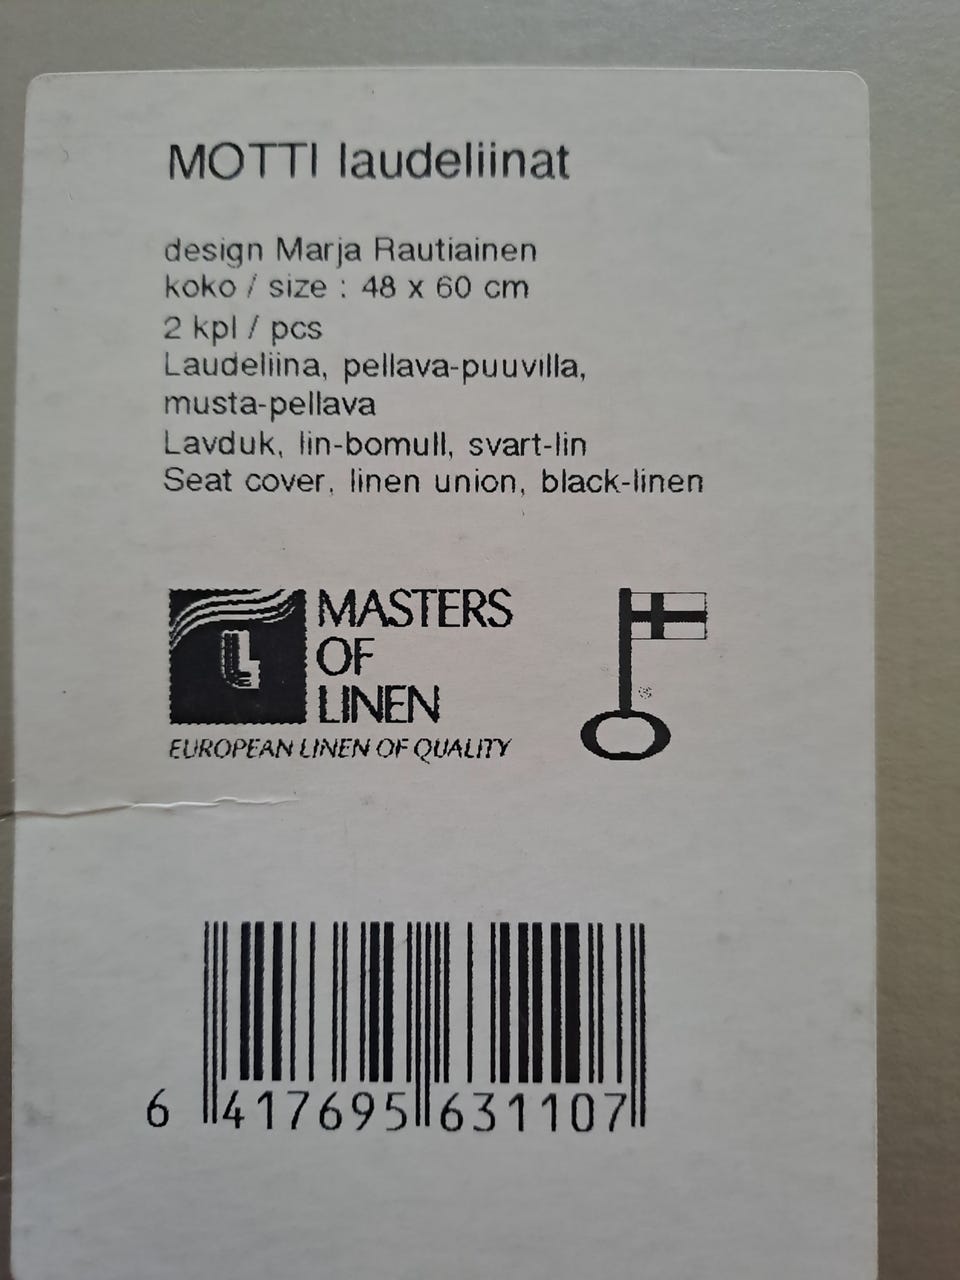 MOTTI laudeliinat
design Marja Rautiainen
koko / size : 48 x 60 cm
2 kpl / pcs
Laudeliina, pellava-puuvilla,
musta-pellava
Lavduk, lin-bomull, svart-lin
Seat cover, linen union, black-linen
L
MASTERS
OF
LINEN
EUROPEAN LINEN OF QUALITY
®
6 417695 631107